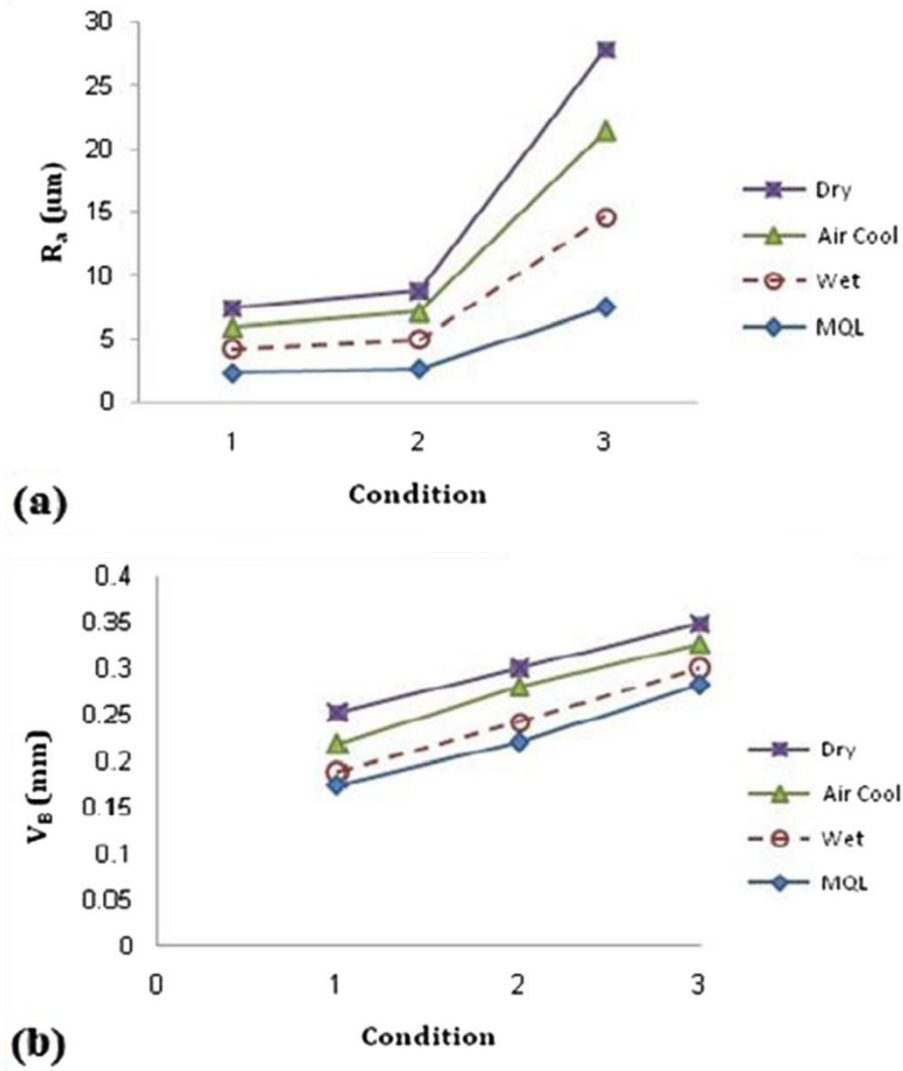 30
25
20
15
10
5
0
Rₐ (μm)
1 2 3
Condition
Dry
Air Cool
Wet
MQL
(a)
0.4
0.35
0.3
0.25
0.2
0.15
0.1
0.05
0
V_B (mm)
0 1 2 3
Condition
Dry
Air Cool
Wet
MQL
(b)